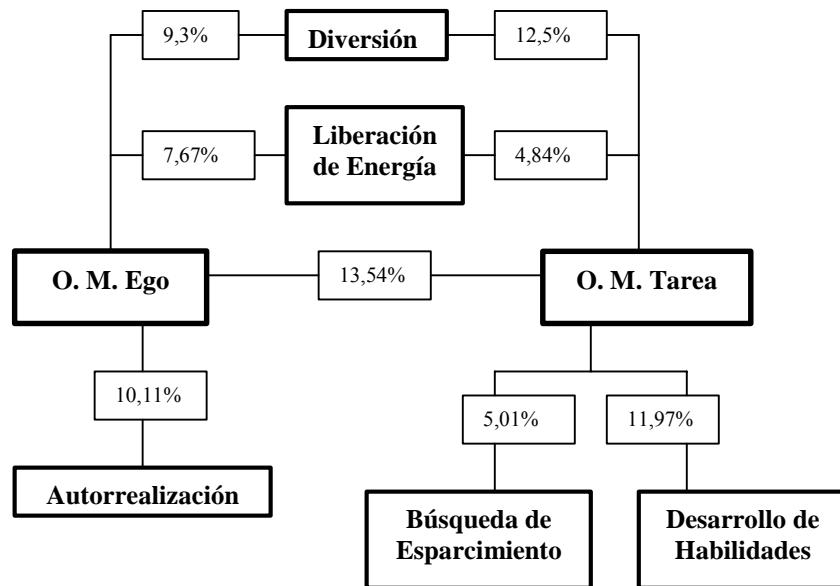 9,3%
Diversión
12,5%
7,67%
Liberación
de Energía
4,84%
O. M. Ego
13,54%
O. M. Tarea
10,11%
5,01%
11,97%
Autorrealización
Búsqueda de
Esparcimiento
Desarrollo de
Habilidades